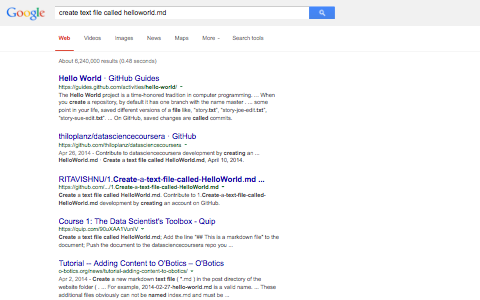 Google
create text file called helloworld.md
Web Videos Images News Maps More Search tools
About 6,240,000 results (0.48 seconds)
Hello World · GitHub Guides
https://guides.github.com/activities/hello-world/
The Hello World project is a time-honored tradition in computer programming. ... When
you create a repository, by default it has one branch with the name master . ... some
point in your life, saved different versions of a file like, "story.txt", "story-joe-edit.txt",
"story-sue-edit.txt". ... On GitHub, saved changes are called commits.
thiloplanz/datasciencecoursera · GitHub
https://github.com/thiloplanz/datasciencecoursera
Apr 26, 2014 - Contribute to datasciencecoursera development by creating an ...
HelloWorld.md · Create a text file called HelloWorld.md, April 10, 2014.
RITAVISHNU/1.Create-a-text-file-called-HelloWorld.md ...
https://github.com/.../1.Create-a-text-file-called-HelloWorld.md
Create-a-text-file-called-HelloWorld.md. Contribute to 1.Create-a-text-file-called-
HelloWorld.md development by creating an account on GitHub.
Course 1: The Data Scientist's Toolbox - Quip
https://quip.com/90uXAA1VunIV
Create a text file called HelloWorld.md; Add the line "## This is a markdown file" to the
document; Push the document to the datasciencecoursera repo you ...
Tutorial -- Adding Content to O'Botics – O'Botics
o-botics.org/news/tutorial-adding-content-to-obotics/
Apr 2, 2014 - Create a new markdown text file ( *.md ) in the post directory of the
website folder ( . ... For example, 2014-02-27-hello-world.md is a valid name. ... These
additional files obviously can not be named index.md and must be ...